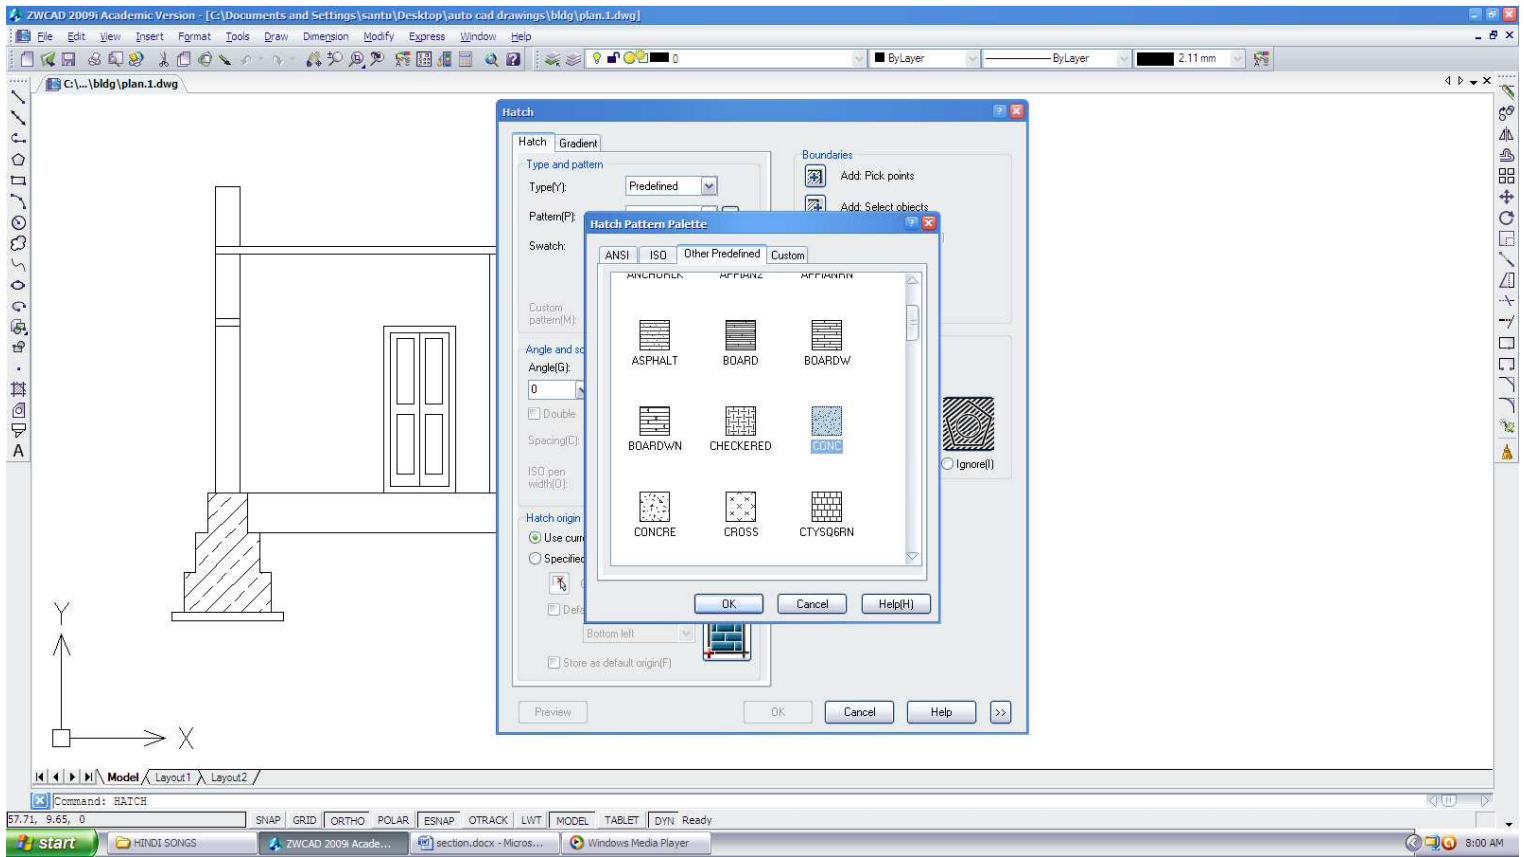 ZWCAD 2009i Academic Version - [C:\Documents and Settings\santu\Desktop\auto cad drawings\bldg\plan.1.dwg]
File Edit View Insert Format Tools Draw Dimension Modify Express Window Help
0 ByLayer ByLayer 2.11 mm
C:\...\bldg\plan.1.dwg
Hatch
Hatch Gradient
Type and pattern
Type(Y): Predefined
Pattern(P):
Swatch:
Custom
pattern(M):
Angle and sc
Angle(G):
0
Double
Spacing(C):
ISO pen
width(O):
Hatch origin
Use curr
Specified
Defa
Bottom left
Store as default origin(F)
Boundaries
Add: Pick points
Add: Select objects
Ignore(I)
Preview OK Cancel Help >>
Hatch Pattern Palette
ANSI ISO Other Predefined Custom
ASPHALT BOARD BOARDW
BOARDWN CHECKERED CONC
CONCRE CROSS CTYSQ6RN
OK Cancel Help(H)
Y
X
Model Layout1 Layout2
Command: HATCH
57.71, 9.65, 0 SNAP GRID ORTHO POLAR ESNAP OTRACK LWT MODEL TABLET DYN Ready
start HINDI SONGS ZWCAD 2009i Acade... section.docx - Micros... Windows Media Player 8:00 AM